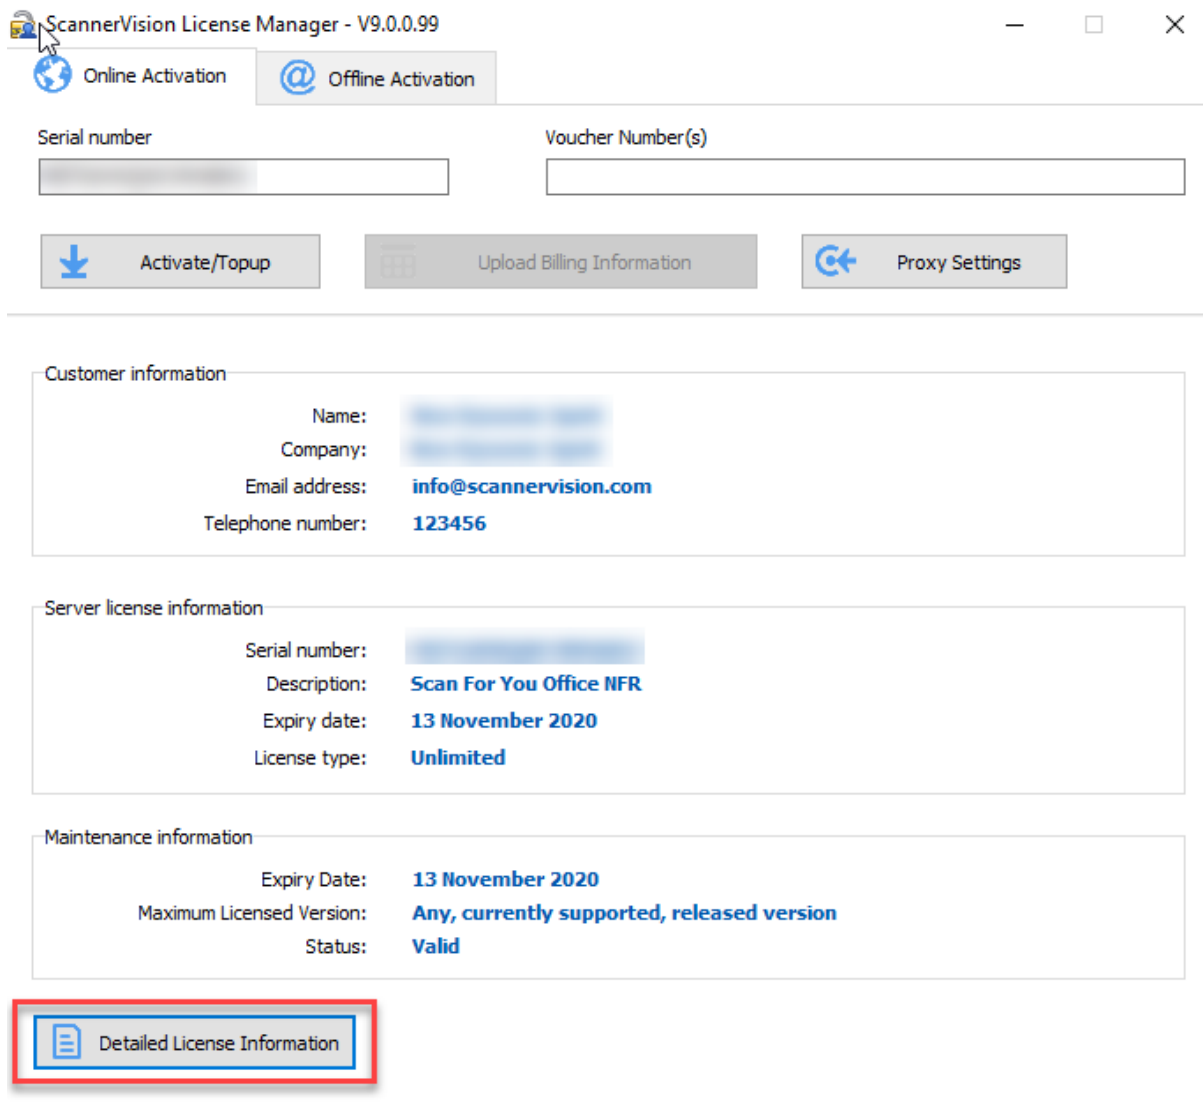 ScannerVision License Manager - V9.0.0.99
Online Activation
Offline Activation
Serial number
Voucher Number(s)
Activate/Topup
Upload Billing Information
Proxy Settings
Customer information
Name:
Company:
Email address: info@scannervision.com
Telephone number: 123456
Server license information
Serial number:
Description: Scan For You Office NFR
Expiry date: 13 November 2020
License type: Unlimited
Maintenance information
Expiry Date: 13 November 2020
Maximum Licensed Version: Any, currently supported, released version
Status: Valid
Detailed License Information